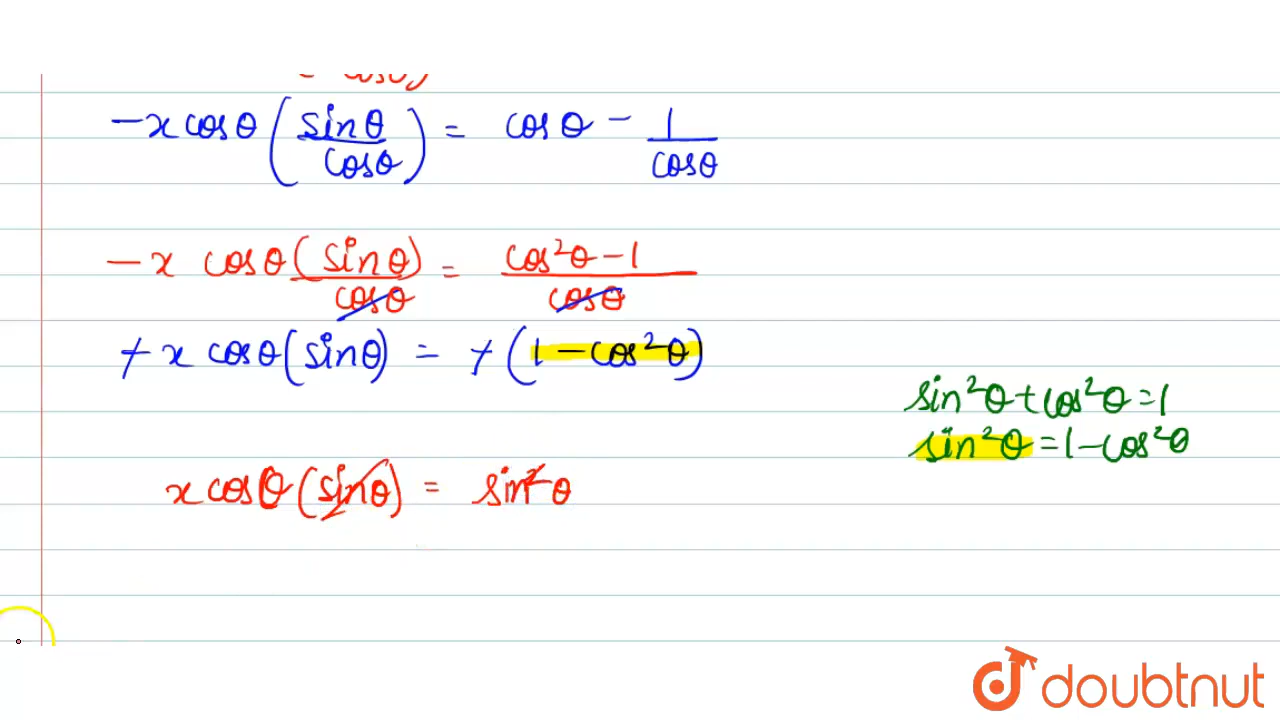 cosθ)
-x cosθ (sinθ/cosθ) = cosθ - 1/cosθ
-x cosθ (sinθ)/cosθ = cos²θ - 1/cosθ
+x cosθ (sinθ) = +(1 - cos²θ)
sin²θ + cos²θ = 1
sin²θ = 1 - cos²θ
x cosθ (sinθ) = sin²θ
doubtnut